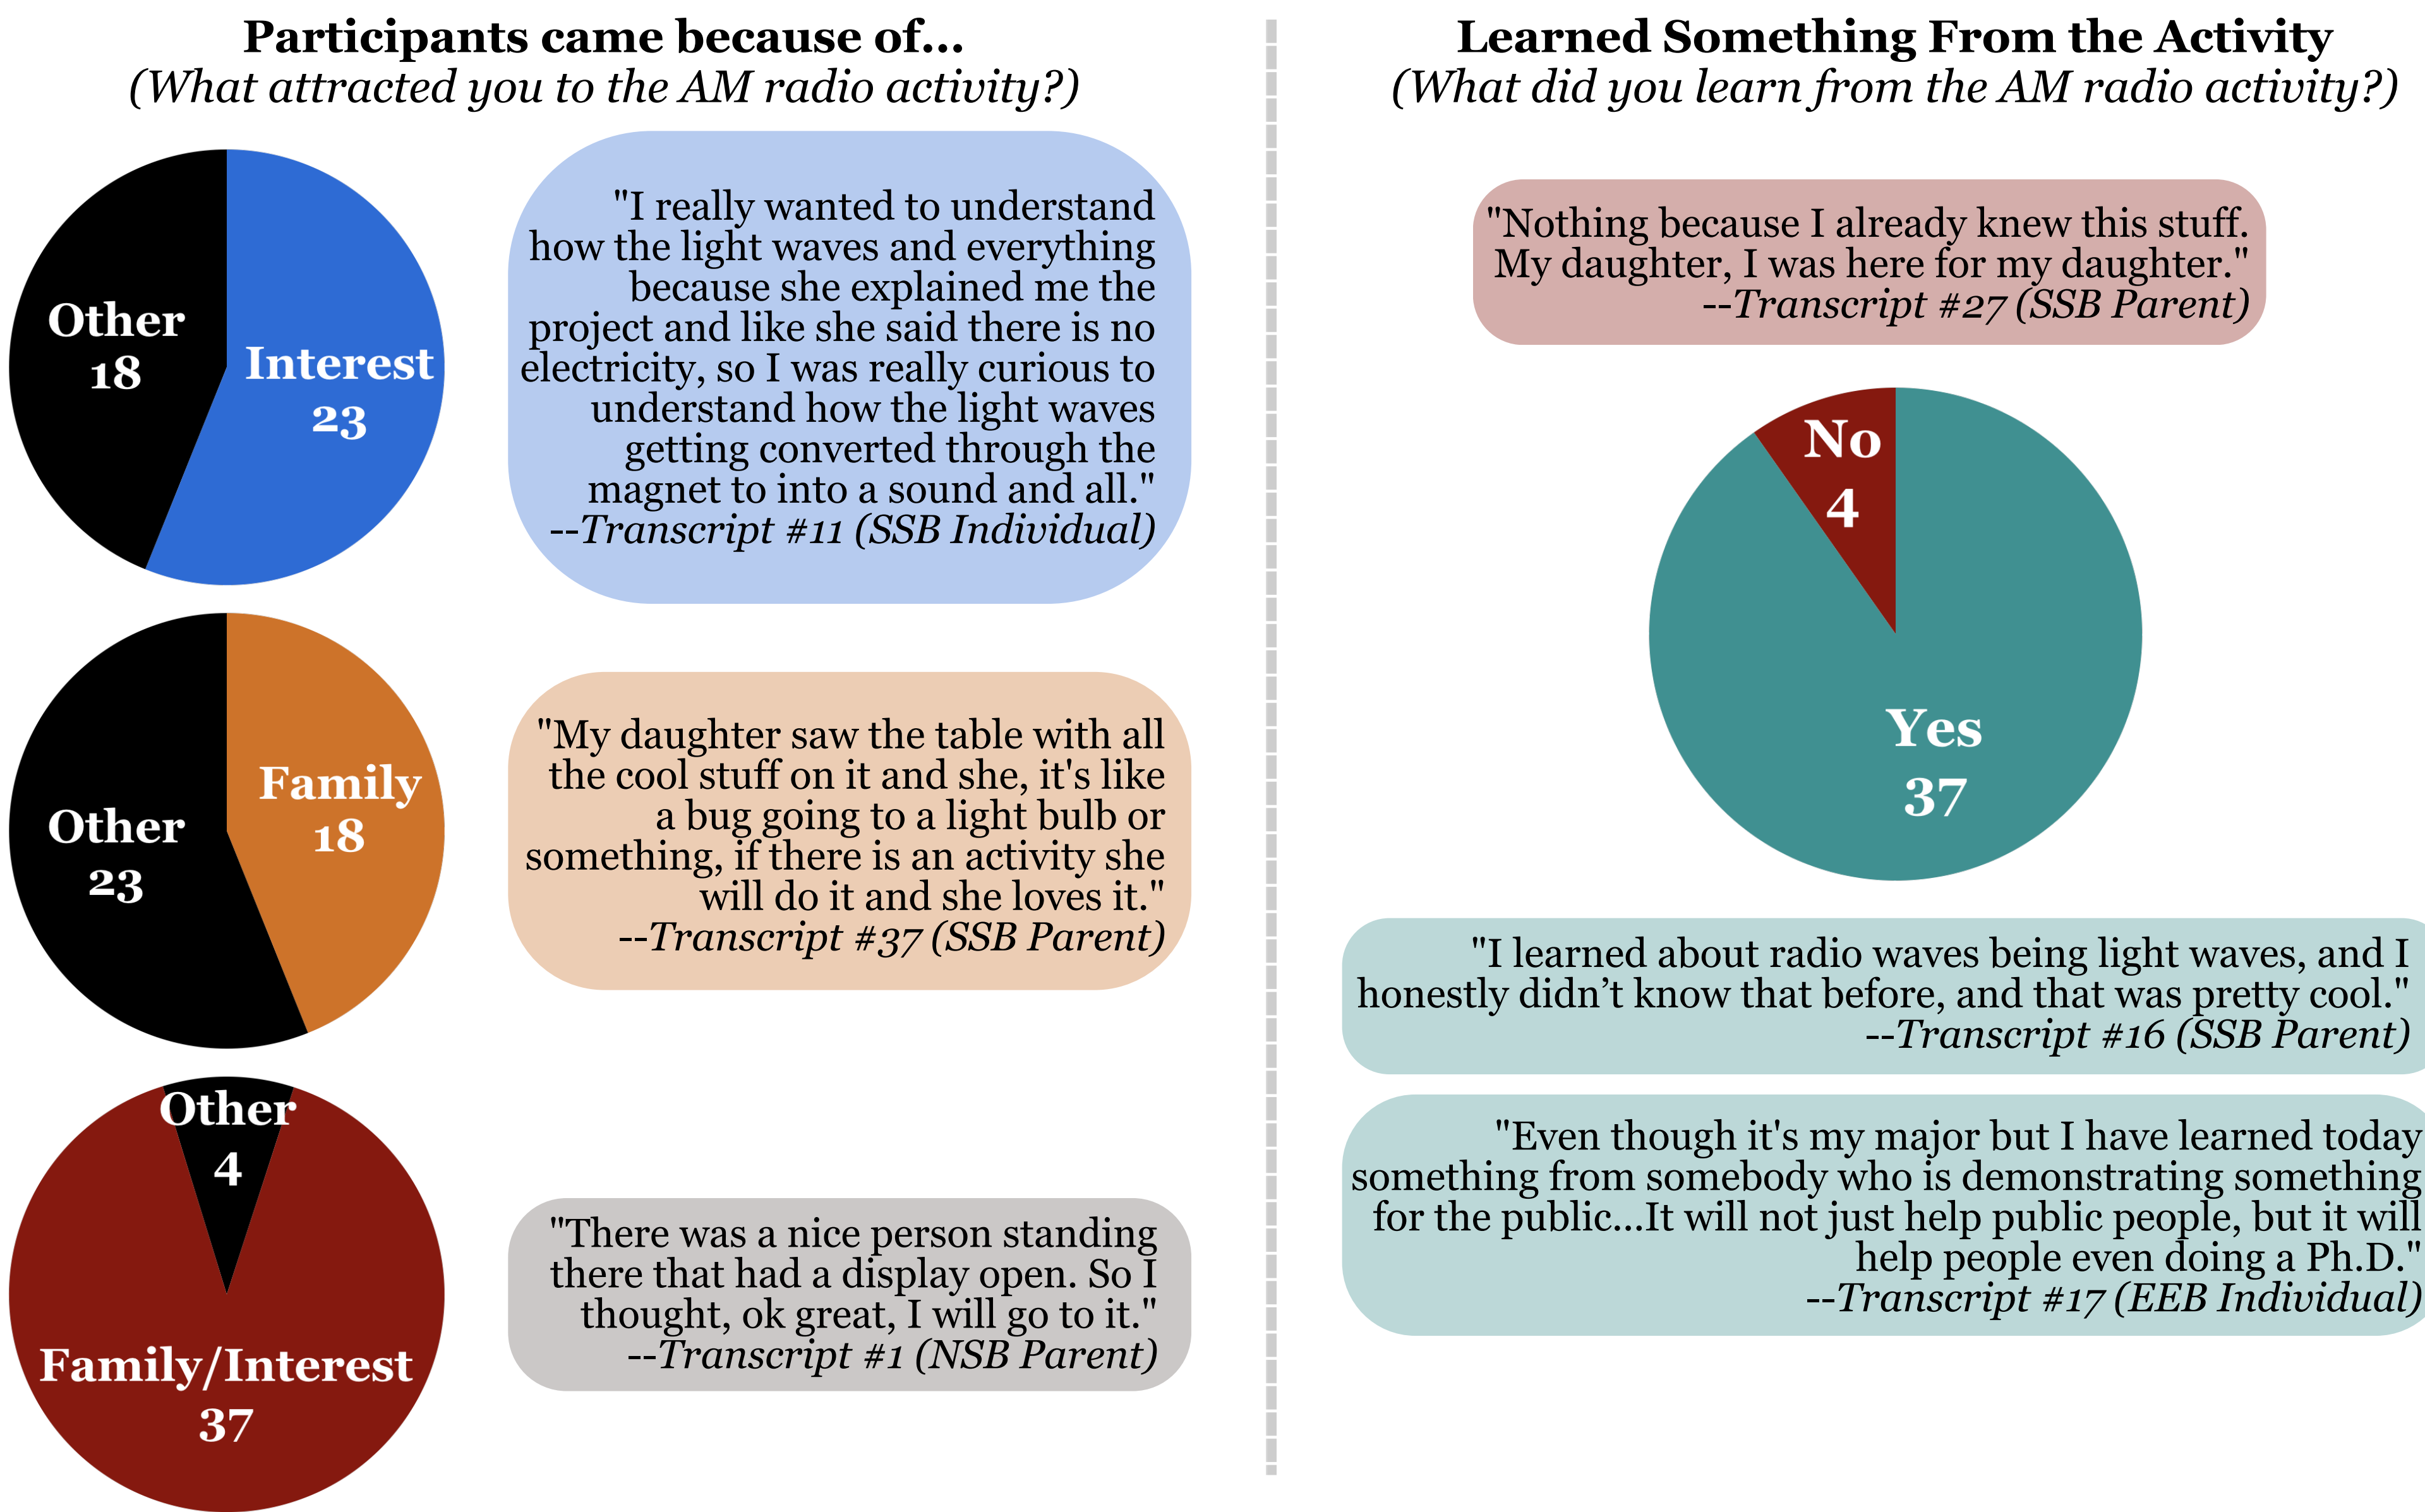 Participants came because of...
(What attracted you to the AM radio activity?)
Other
18
Interest
23
"I really wanted to understand
how the light waves and everything
because she explained me the
project and like she said there is no
electricity, so I was really curious to
understand how the light waves
getting converted through the
magnet to into a sound and all."
--Transcript #11 (SSB Individual)
Other
23
Family
18
"My daughter saw the table with all
the cool stuff on it and she, it's like
a bug going to a light bulb or
something, if there is an activity she
will do it and she loves it."
--Transcript #37 (SSB Parent)
Other
4
Family/Interest
37
"There was a nice person standing
there that had a display open. So I
thought, ok great, I will go to it."
--Transcript #1 (NSB Parent)
Learned Something From the Activity
(What did you learn from the AM radio activity?)
"Nothing because I already knew this stuff.
My daughter, I was here for my daughter."
--Transcript #27 (SSB Parent)
No
4
Yes
37
"I learned about radio waves being light waves, and I
honestly didn’t know that before, and that was pretty cool."
--Transcript #16 (SSB Parent)
"Even though it's my major but I have learned today
something from somebody who is demonstrating something
for the public...It will not just help public people, but it will
help people even doing a Ph.D."
--Transcript #17 (EEB Individual)